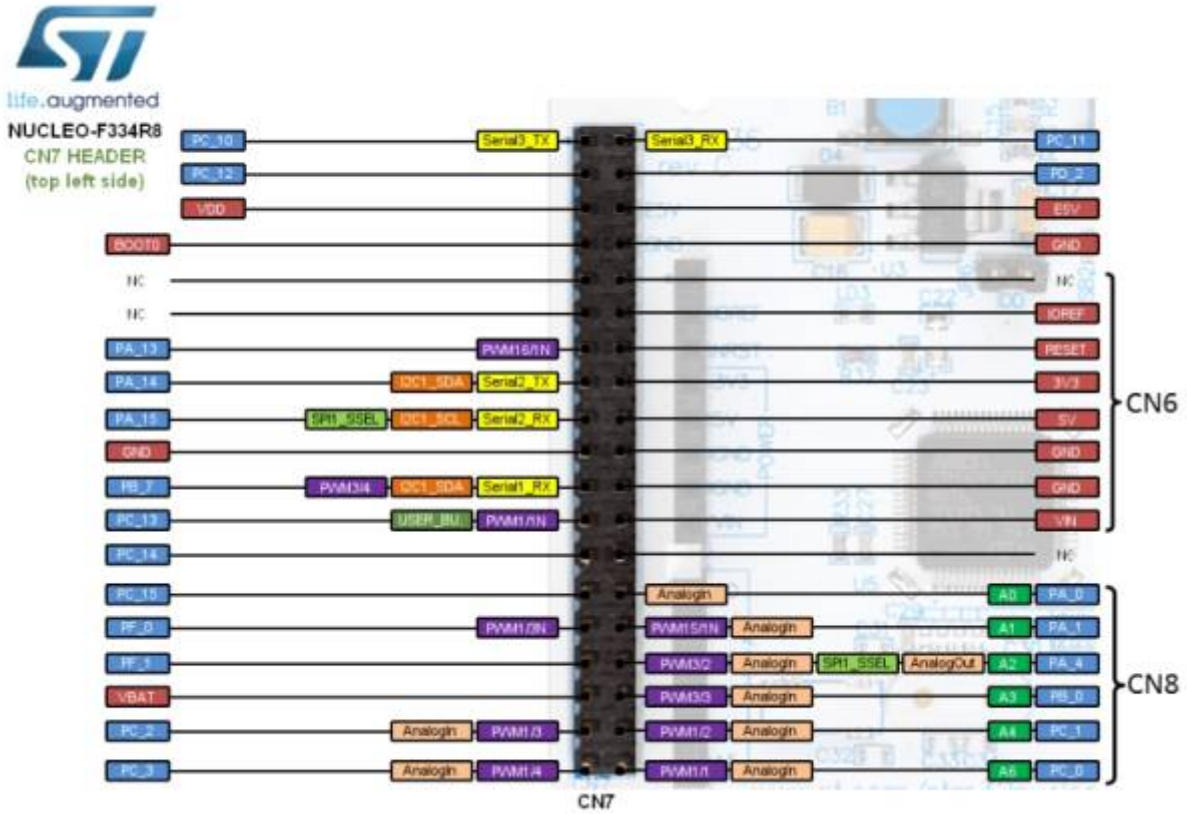 life.augmented
NUCLEO-F334R8
CN7 HEADER
(top left side)
PC_10 Serial3_TX Serial3_RX PC_11
PC_12 PD_2
VDD E5V
BOOT0 GND
NC NC
NC IOREF
PA_13 PWM16/1N RESET
PA_14 I2C1_SDA Serial2_TX 3V3
PA_15 SPI1_SSEL I2C1_SCL Serial2_RX 5V
GND GND
PB_7 PWM3/4 I2C1_SDA Serial1_RX GND
PC_13 USER_BU PWM1/1N VIN
PC_14 NC
CN6
PC_15 AnalogIn A0 PA_0
PF_0 PWM1/3N PWM15/1N AnalogIn A1 PA_1
PF_1 PWM3/2 AnalogIn SPI1_SSEL AnalogOut A2 PA_4
VBAT PWM3/3 AnalogIn A3 PB_0
PC_2 AnalogIn PWM1/3 PWM1/2 AnalogIn A4 PC_1
PC_3 AnalogIn PWM1/4 PWM1/1 AnalogIn PC_0
CN8
CN7